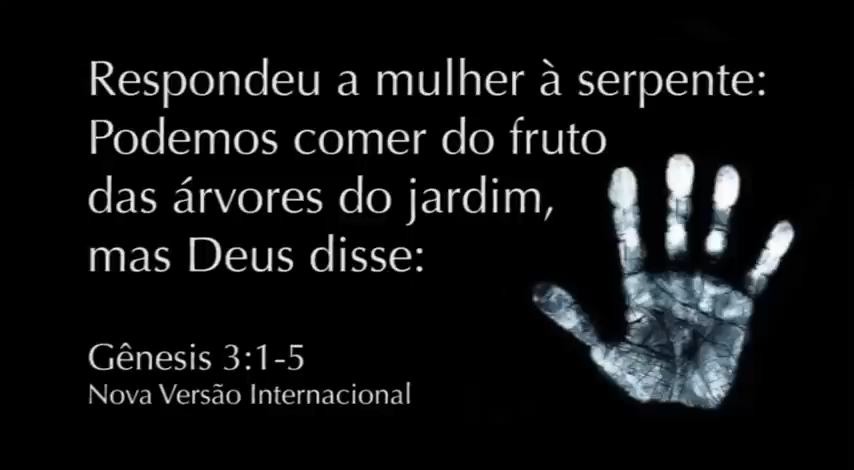 Respondeu a mulher à serpente:
Podemos comer do fruto
das árvores do jardim,
mas Deus disse:
Gênesis 3:1-5
Nova Versão Internacional